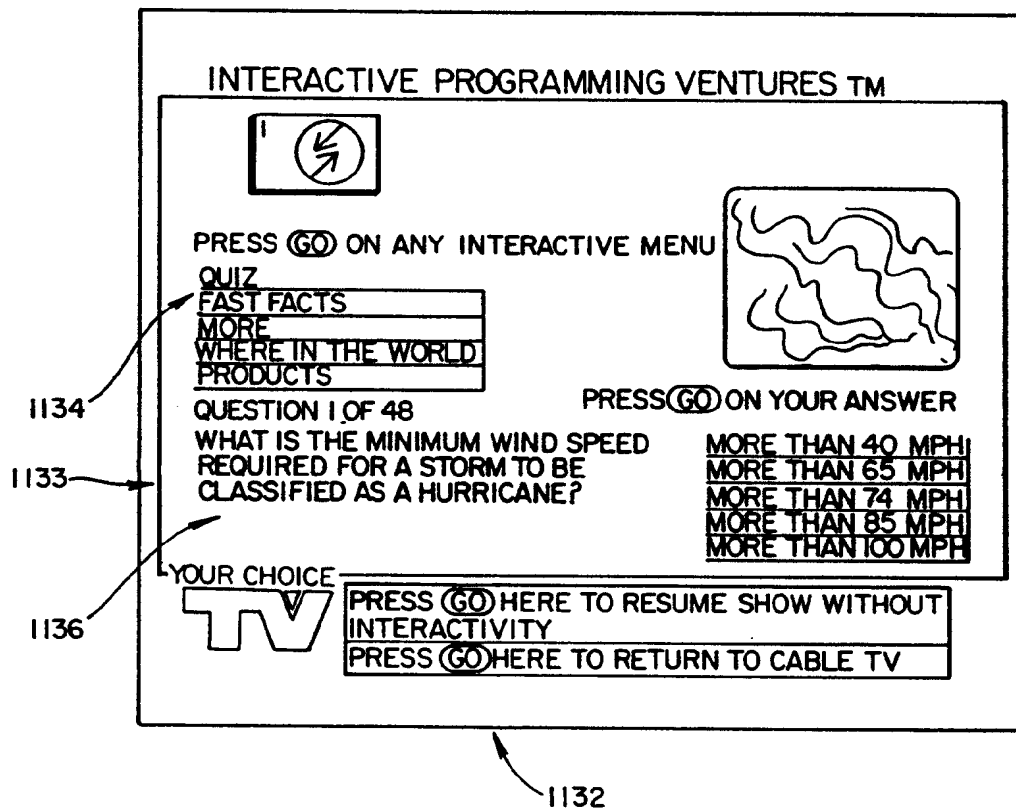 INTERACTIVE PROGRAMMING VENTURES TM
PRESS GO ON ANY INTERACTIVE MENU
QUIZ
FAST FACTS
MORE
WHERE IN THE WORLD
PRODUCTS
1134
QUESTION 1 OF 48
PRESS GO ON YOUR ANSWER
WHAT IS THE MINIMUM WIND SPEED
REQUIRED FOR A STORM TO BE
CLASSIFIED AS A HURRICANE?
MORE THAN 40 MPH
MORE THAN 65 MPH
MORE THAN 74 MPH
MORE THAN 85 MPH
MORE THAN 100 MPH
1133
YOUR CHOICE
TV
1136
PRESS GO HERE TO RESUME SHOW WITHOUT
INTERACTIVITY
PRESS GO HERE TO RETURN TO CABLE TV
1132